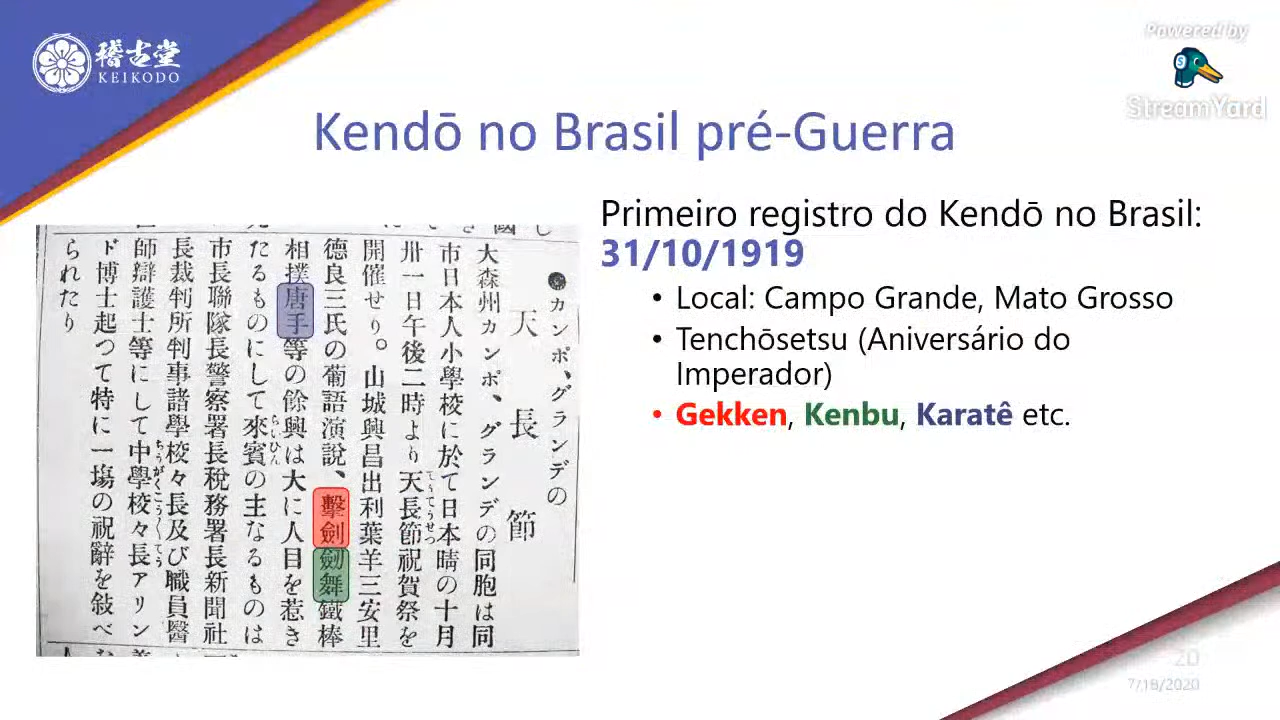 稽古堂
KEIKODO
Powered by
StreamYard
Kendō no Brasil pré-Guerra
Primeiro registro do Kendō no Brasil:
31/10/1919
• Local: Campo Grande, Mato Grosso
• Tenchōsetsu (Aniversário do
Imperador)
• Gekken, Kenbu, Karatê etc.
●カンポ、グランデの
天長節
大森州カンポ、グランデの同胞は同
市日本人小學校に於て日本晴の十月
卅一日午後二時より天長節祝賀祭を
開催せり。山城興昌出利葉羊三安里
德良三氏の葡語演說、擊劍劒舞鐵棒
相撲唐手等の餘興は大に人目を惹き
たるものにして來賓の主なるものは
市長聯隊長警察署長稅務署長新聞社
長裁判所判事諸學校々長及び職員醫
師辯護士等にして中學校々長アリン
ド博士起つて特に一塲の祝辭を敍べ
られたり
20
7/18/2020